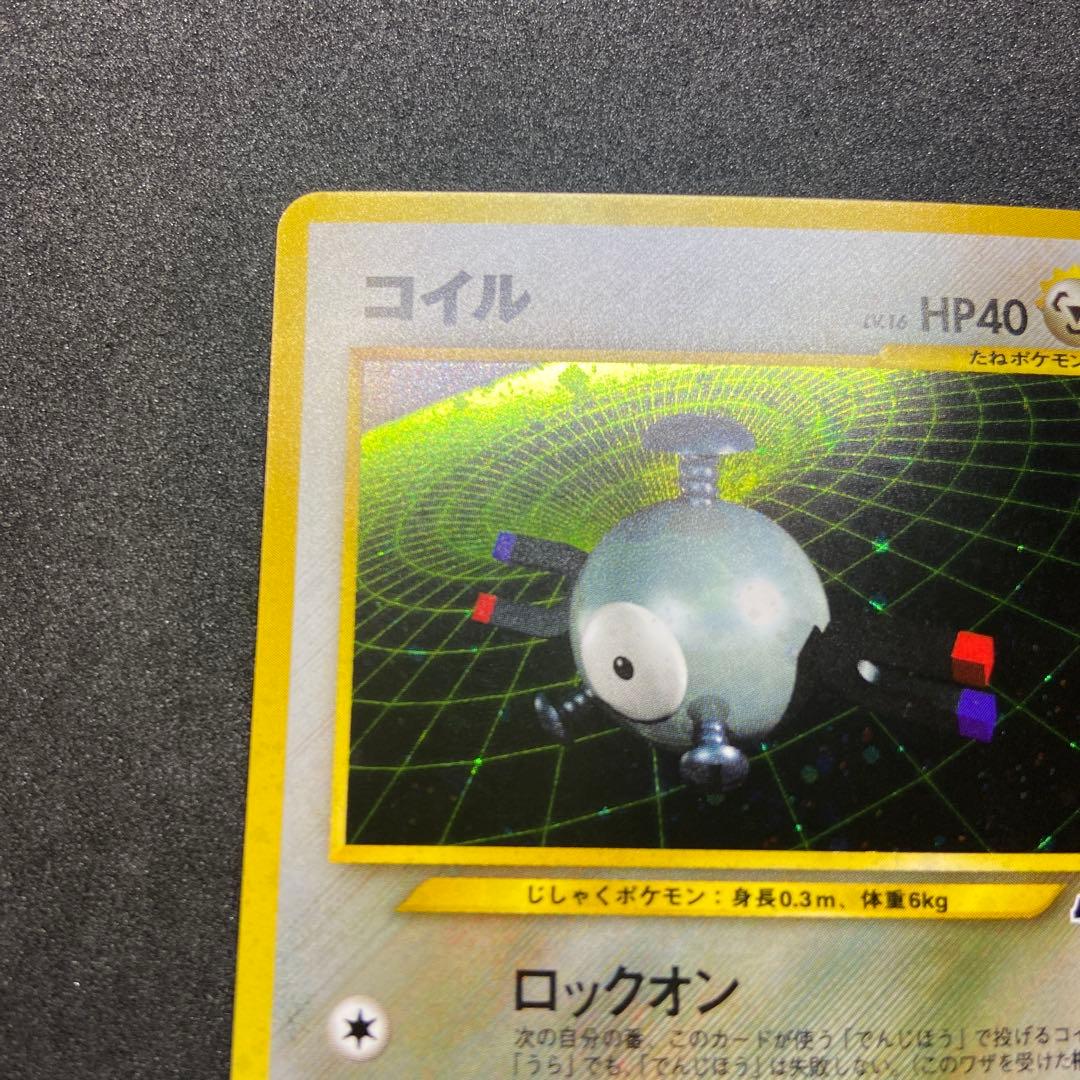 コイル
LV.16 HP40
たねポケモン
じしゃくポケモン：身長0.3m、体重6kg
ロックオン
次の自分の番、このカードが使う「でんじほう」で投げるコイ
「うら」でも、「でんじほう」は失敗しない。（このワザを受けた相